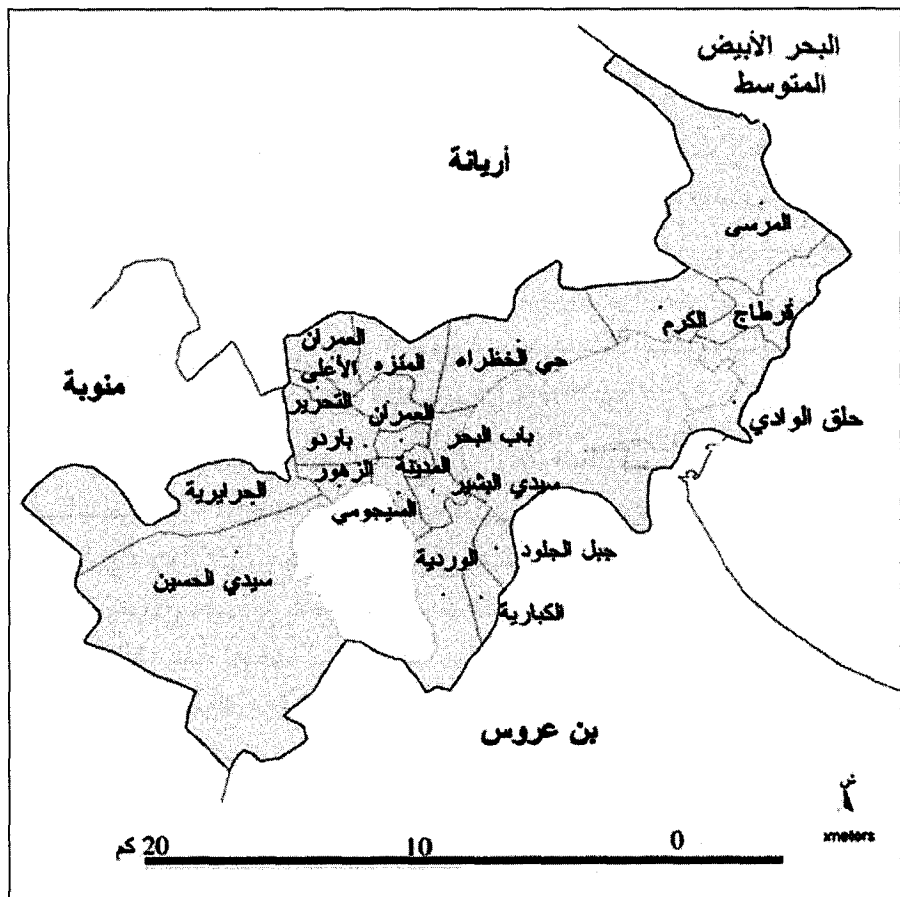 البحر الأبيض
المتوسط
أريانة
المرسى
قرطاج
الكرم
العمران
الأعلى
المنزه
حي الخظراء
منوبة
التحرير
العمران
حلق الوادي
باردو
باب البحر
الزهور
المدينة
سيدي البشير
الحرايرية
السيجومي
جبل الجلود
الوردية
سيدي الحسين
الكبارية
بن عروس
ش
xmeters
20 كم
10
0